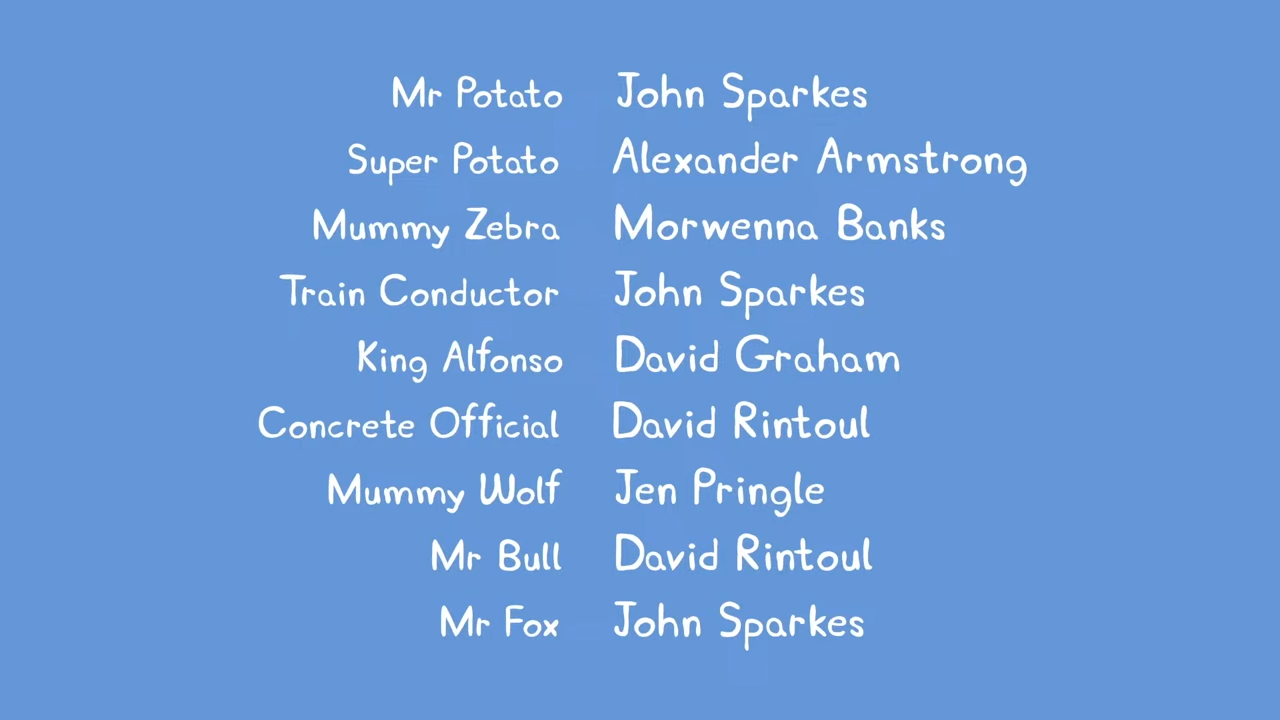 Mr Potato John Sparkes
Super Potato Alexander Armstrong
Mummy Zebra Morwenna Banks
Train Conductor John Sparkes
King Alfonso David Graham
Concrete Official David Rintoul
Mummy Wolf Jen Pringle
Mr Bull David Rintoul
Mr Fox John Sparkes